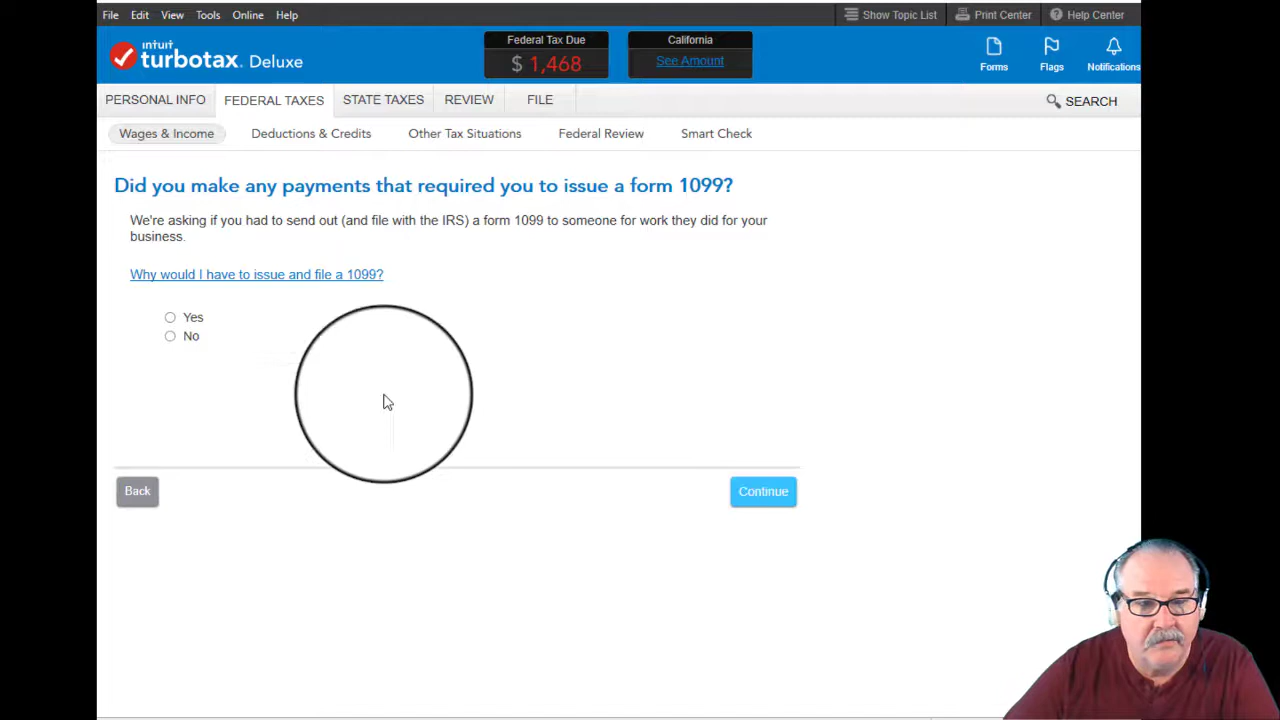 File Edit View Tools Online Help Show Topic List Print Center Help Center
intuit
turbotax. Deluxe
Federal Tax Due
$ 1,468
California
See Amount
Forms Flags Notifications
PERSONAL INFO FEDERAL TAXES STATE TAXES REVIEW FILE SEARCH
Wages & Income Deductions & Credits Other Tax Situations Federal Review Smart Check
Did you make any payments that required you to issue a form 1099?
We're asking if you had to send out (and file with the IRS) a form 1099 to someone for work they did for your
business.
Why would I have to issue and file a 1099?
Yes
No
Back Continue